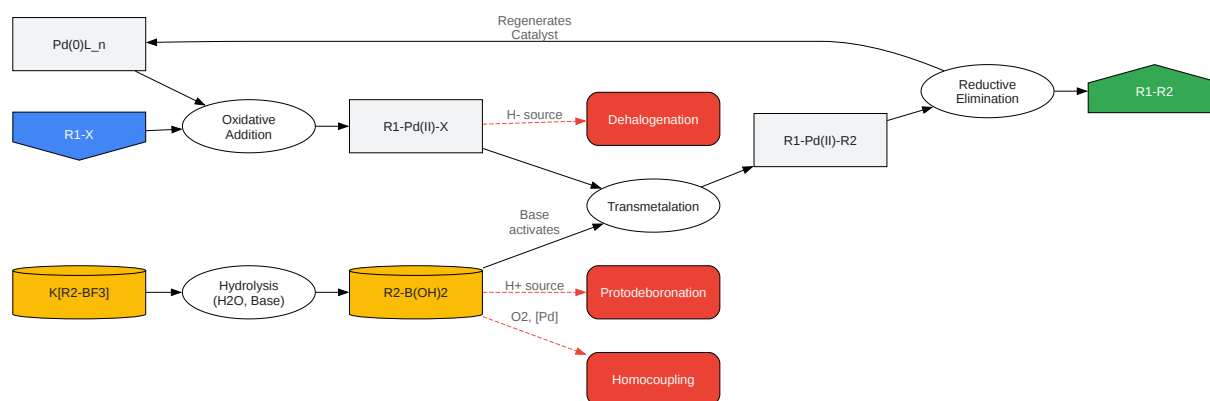 Regenerates
Catalyst
Pd(0)L_n
Reductive
Elimination
R1-R2
R1-X
Oxidative
Addition
R1-Pd(II)-X
H- source
Dehalogenation
R1-Pd(II)-R2
Transmetalation
Base
activates
K[R2-BF3]
Hydrolysis
(H2O, Base)
R2-B(OH)2
H+ source
Protodeboronation
O2, [Pd]
Homocoupling